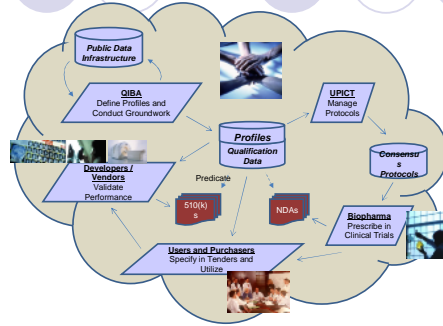 Public Data
Infrastructure
QIBA
Define Profiles and
Conduct Groundwork
UPICT
Manage
Protocols
Profiles
Qualification
Data
Consensu
s
Protocols
Developers /
Vendors
Validate
Performance
Predicate
510(k)
s
NDAs
Biopharma
Prescribe in
Clinical Trials
Users and Purchasers
Specify in Tenders and
Utilize